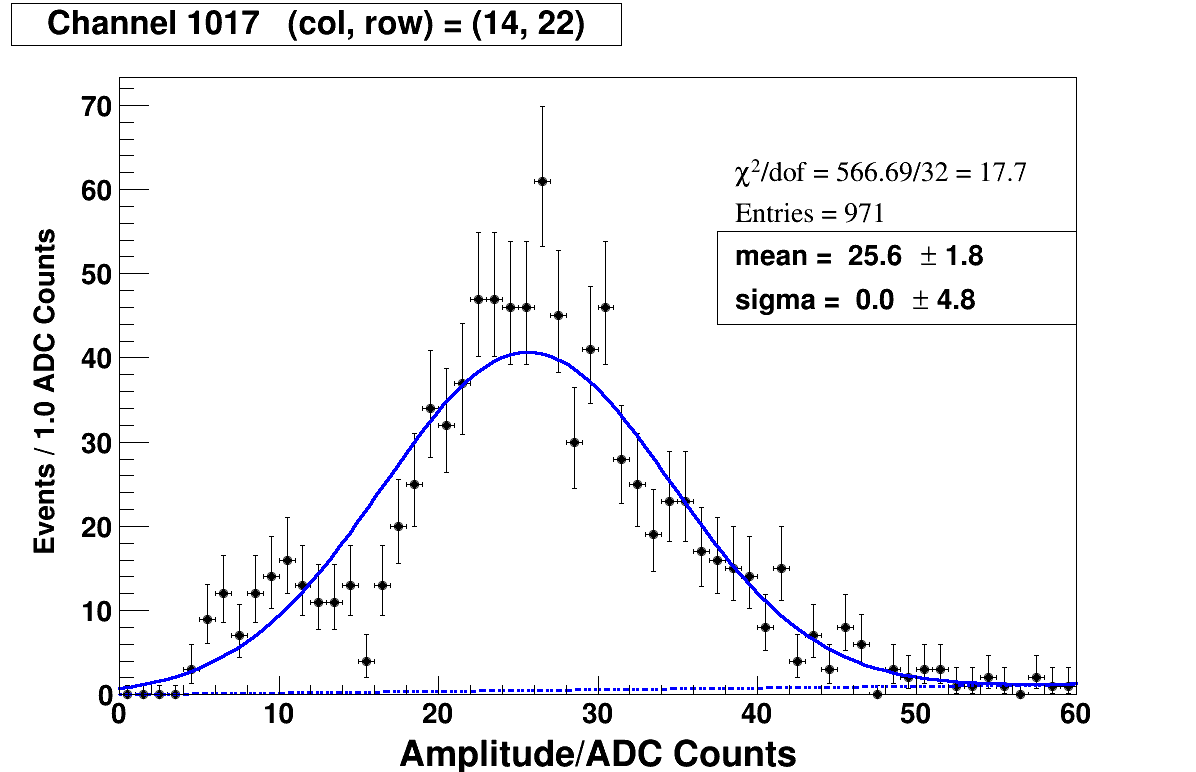 Channel 1017 (col, row) = (14, 22)
χ²/dof = 566.69/32 = 17.7
Entries = 971
mean = 25.6 ± 1.8
sigma = 0.0 ± 4.8
Events / 1.0 ADC Counts
70
60
50
40
30
20
10
0
0 10 20 30 40 50 60
Amplitude/ADC Counts